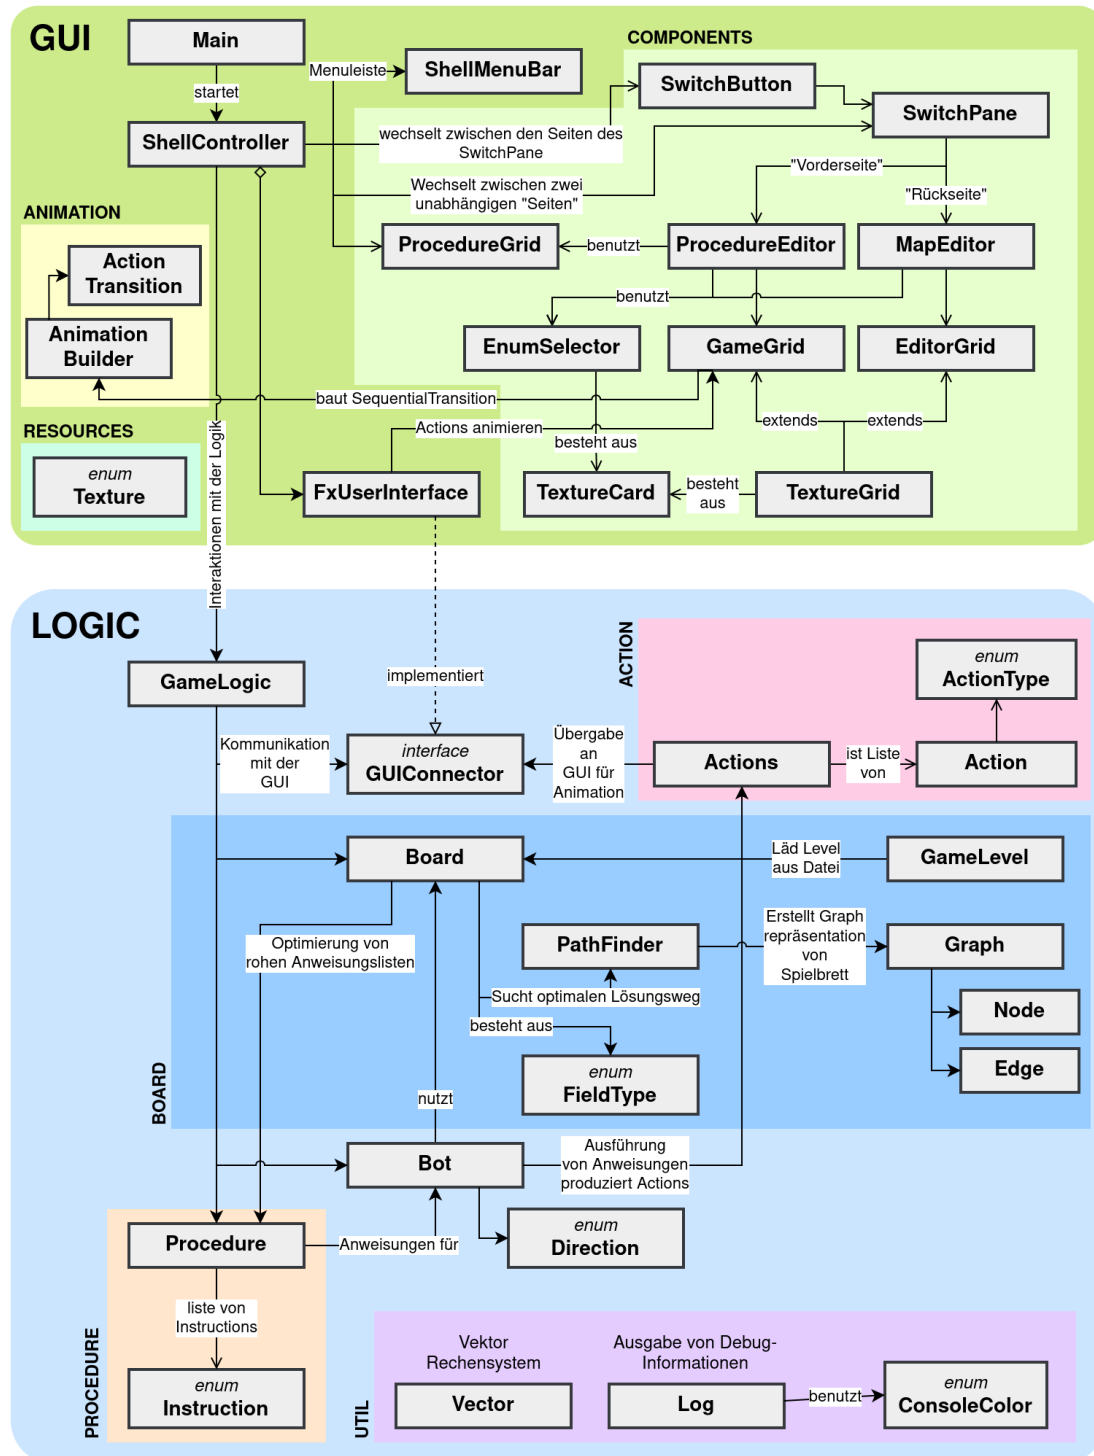 GUI
Main
startet
ShellController
Menuleiste
ShellMenuBar
COMPONENTS
SwitchButton
SwitchPane
wechselt zwischen den Seiten des
SwitchPane
Wechselt zwischen zwei
unabhängigen "Seiten"
"Vorderseite"
"Rückseite"
ProcedureGrid
benutzt
ProcedureEditor
MapEditor
benutzt
EnumSelector
GameGrid
EditorGrid
ANIMATION
Action
Transition
Animation
Builder
baut SequentialTransition
Actions animieren
extends
extends
besteht aus
RESOURCES
enum
Texture
FxUserInterface
TextureCard
besteht
aus
TextureGrid
Interaktionen mit der Logik
LOGIC
GameLogic
implementiert
Kommunikation
mit der
GUI
interface
GUIConnector
Übergabe
an
GUI für
Animation
ACTION
enum
ActionType
Actions
ist Liste
von
Action
BOARD
Board
Läd Level
aus Datei
GameLevel
Optimierung von
rohen Anweisungslisten
PathFinder
Erstellt Graph
repräsentation
von
Spielbrett
Graph
Sucht optimalen Lösungsweg
besteht aus
Node
Edge
enum
FieldType
nutzt
Bot
Ausführung
von Anweisungen
produziert Actions
enum
Direction
PROCEDURE
Procedure
Anweisungen für
liste von
Instructions
enum
Instruction
UTIL
Vektor
Rechensystem
Vector
Ausgabe von Debug-
Informationen
Log
benutzt
enum
ConsoleColor